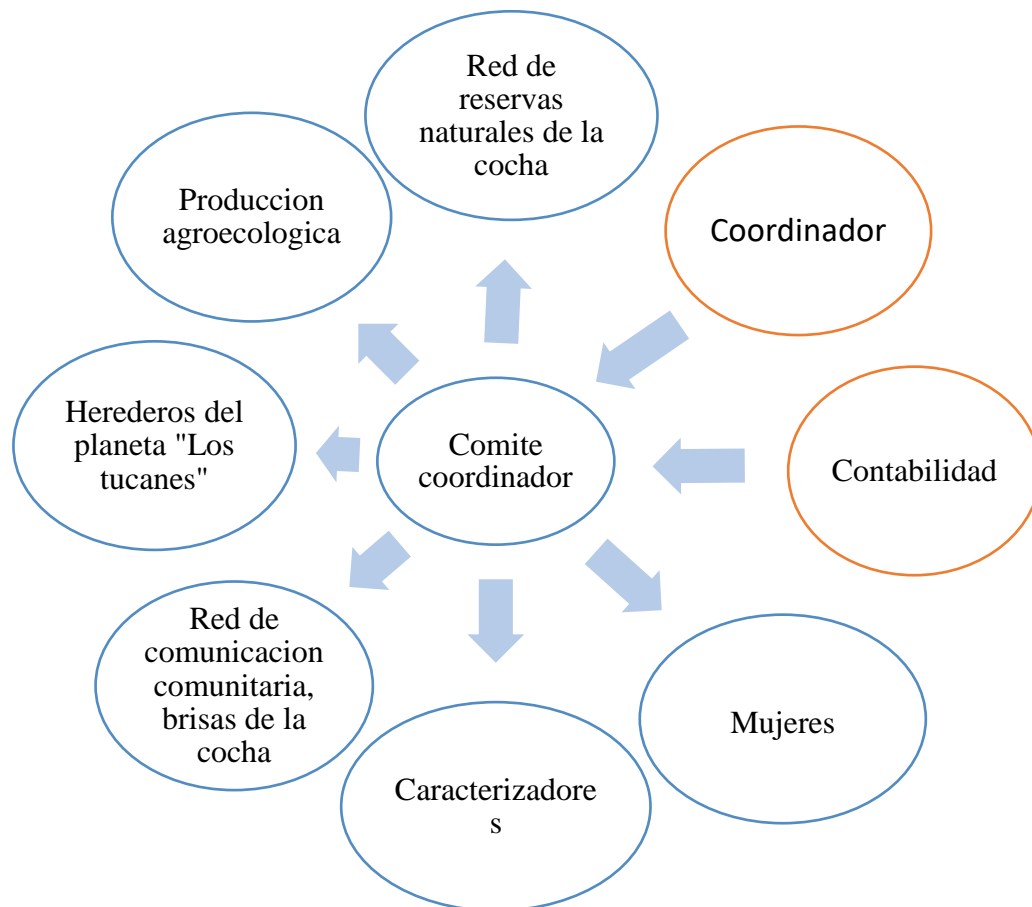 Red de
reservas
naturales de la
cocha
Produccion
agroecologica
Coordinador
Herederos del
planeta "Los
tucanes"
Comite
coordinador
Contabilidad
Red de
comunicacion
comunitaria,
brisas de la
cocha
Mujeres
Caracterizadore
s